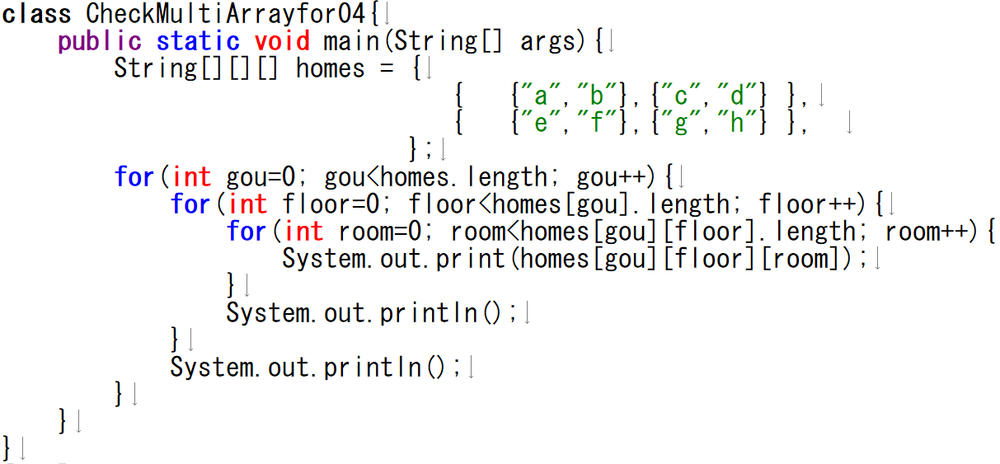 class CheckMultiArrayfor04{↓
    public static void main(String[] args){↓
        String[][][] homes = {↓
                                {   {"a","b"},{"c","d"} },↓
                                {   {"e","f"},{"g","h"} },  ↓
                             };↓
        for(int gou=0; gou<homes.length; gou++){↓
            for(int floor=0; floor<homes[gou].length; floor++){↓
                for(int room=0; room<homes[gou][floor].length; room++){
                    System.out.print(homes[gou][floor][room]);↓
                }↓
                System.out.println();↓
            }↓
            System.out.println();↓
        }↓
    }↓
}↓